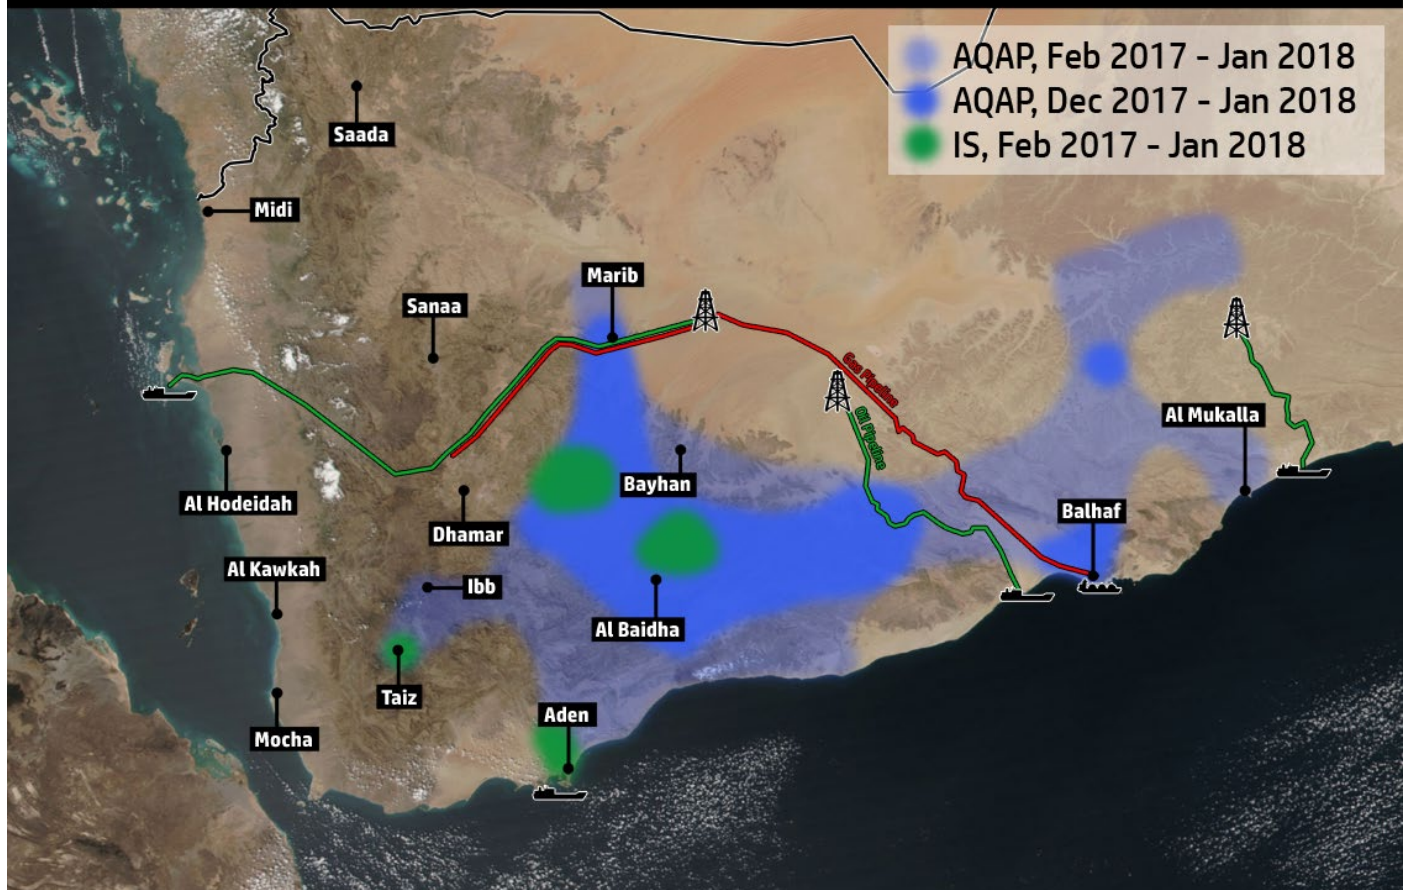 AQAP, Feb 2017 - Jan 2018
AQAP, Dec 2017 - Jan 2018
IS, Feb 2017 - Jan 2018
Saada
Midi
Marib
Sanaa
Gas Pipeline
Oil Pipeline
Al Mukalla
Bayhan
Al Hodeidah
Balhaf
Dhamar
Al Kawkah
Ibb
Al Baidha
Taiz
Aden
Mocha